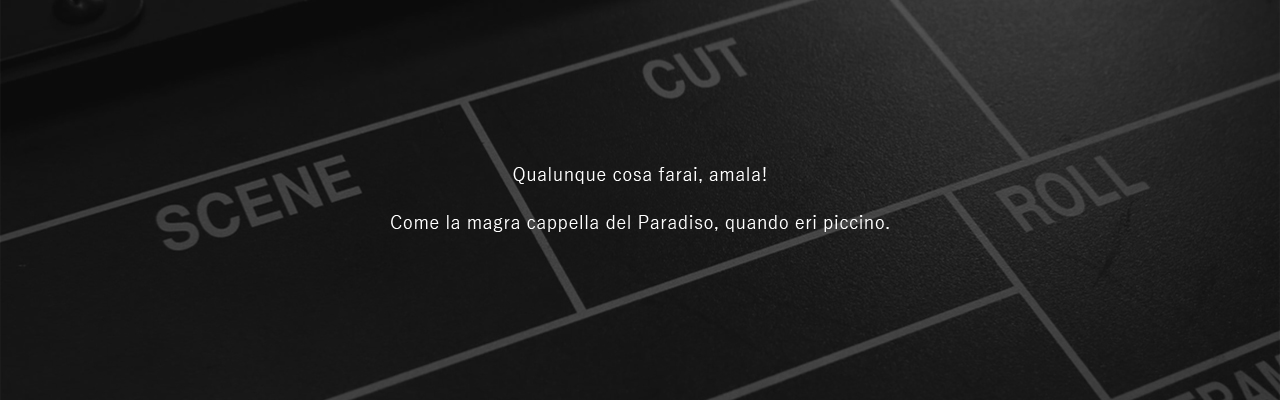 CUT
SCENE
Qualunque cosa farai, amala!
ROLL
Come la magra cappella del Paradiso, quando eri piccino.